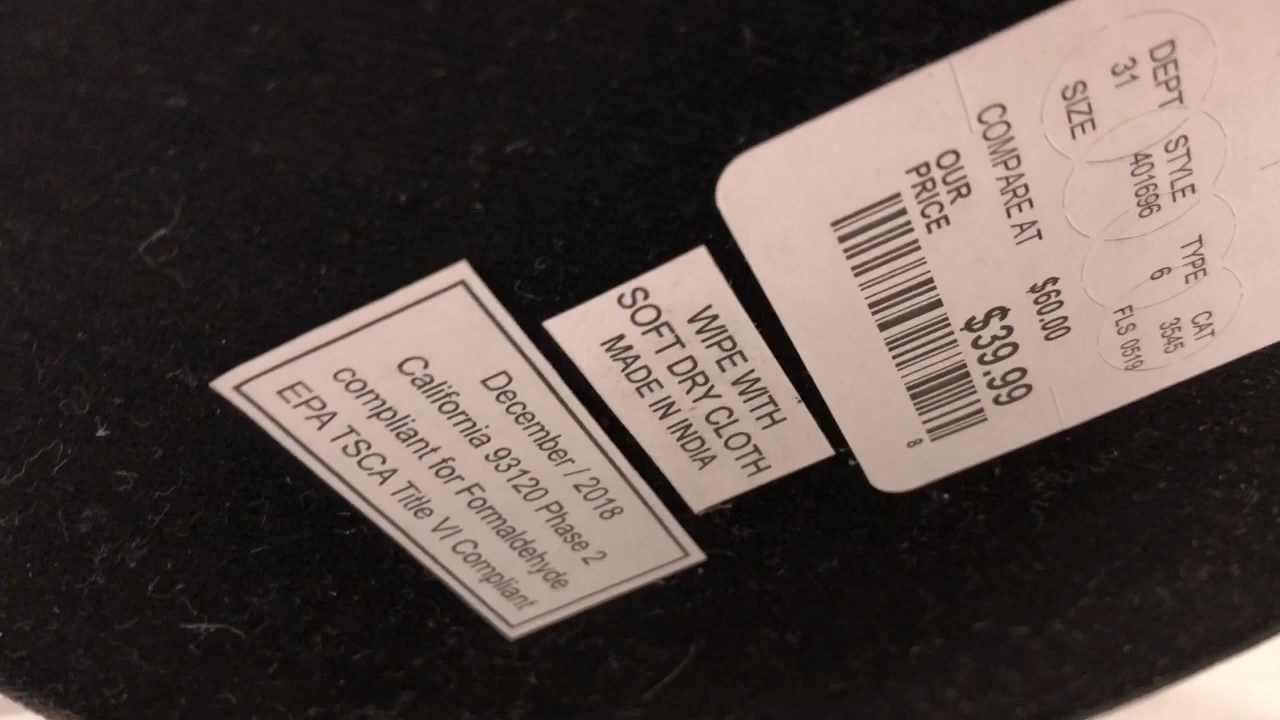 DEPT STYLE TYPE CAT
31 401696 6 3545
SIZE FLS 0519
COMPARE AT $60.00
OUR
PRICE $39.99
8
WIPE WITH
SOFT DRY CLOTH
MADE IN INDIA
December / 2018
California 93120 Phase 2
compliant for Formaldehyde
EPA TSCA Title VI Compliant